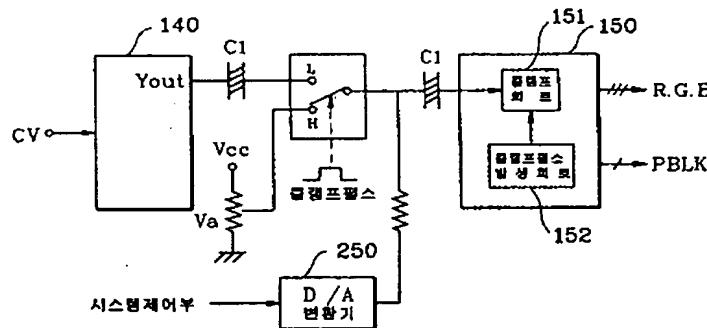 140
C1
Yout
CV
L
H
Vcc
Va
클램프펄스
C1
151
150
클램프
회 로
클램프펄스
발 생 회 로
152
R.G.B
PBLK
250
시스템제어부
D / A
변환기